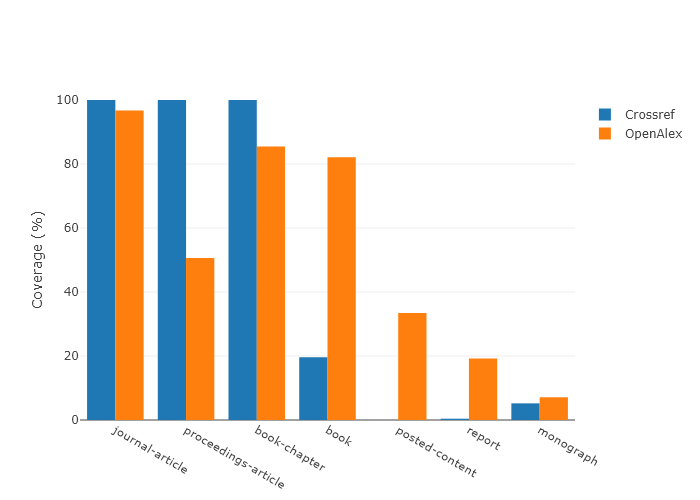 100
80
60
40
20
0
Coverage (%)
journal-article
proceedings-article
book-chapter
book
posted-content
report
monograph
Crossref
OpenAlex